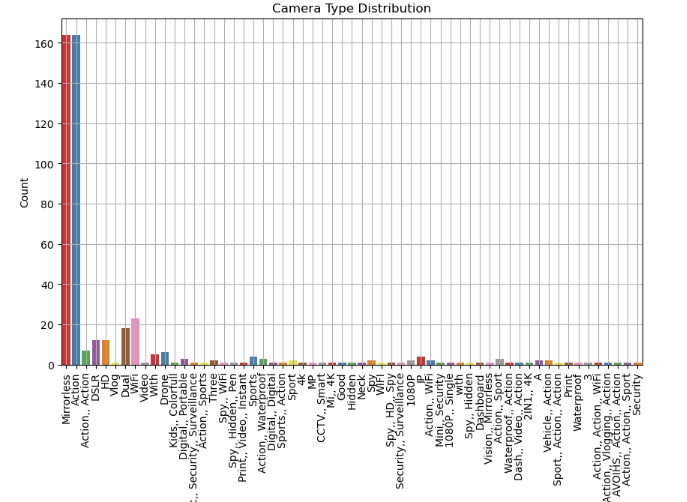 Camera Type Distribution
160
140
120
100
80
60
40
20
0
Count
Mirrorless
Action
Action,, Action
DSLR
HD
Vlog
Dual
WiFi
Video
With
Drone
Kids,, Colorfull
Digital,, Portable
:,, Security,, Surveillance
Action,, Sports
Three
Spy,, WiFi
Spy,, Hidden,, Pen
Print,, Video,, Instant
Sports
Action,, Waterproof
Digital,, Digital
Sports,, Action
Sport
4k
MP
CCTV,, Smart
Mi,, 4K
Good
Hidden
Neck
Spy
WIFI
Spy,, HD,, Spy
Security,, Surveillance
1080P
IP
Action,, WiFi
Mini,, Security
1080P,, Single
with
Spy,, Hidden
Dashboard
Vision,, Mirrorless
Action,, Sport
Waterproof,, Action
Dash,, Video,, Action
2IN1,, 4K
A
Vehicle,, Action
Sport,, Action,, Action
Print
Waterproof
3
Action,, Action,, WiFi
Action,, Vlogging,, Action
AVOIHS,, Action,, Action
Action,, Action,, Sport
Security